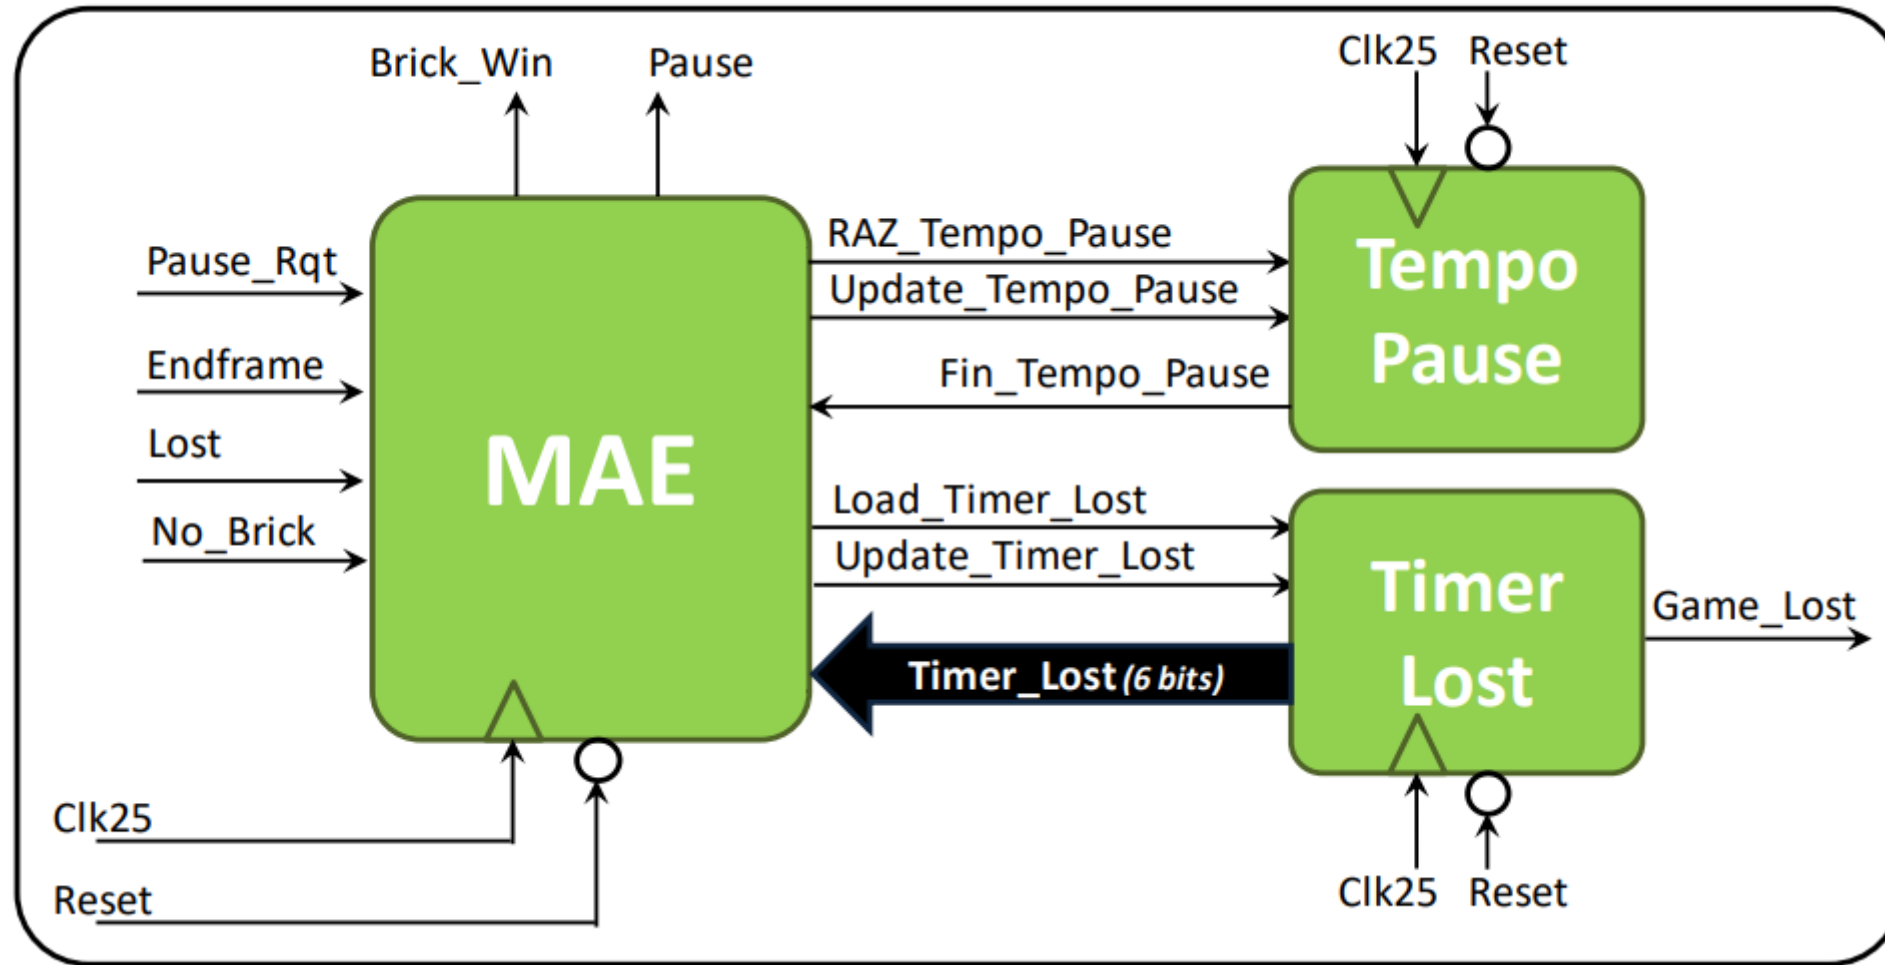 Brick_Win
Pause
Clk25
Reset
Pause_Rqt
Endframe
Lost
No_Brick
MAE
RAZ_Tempo_Pause
Update_Tempo_Pause
Fin_Tempo_Pause
Tempo
Pause
Load_Timer_Lost
Update_Timer_Lost
Timer_Lost (6 bits)
Timer
Lost
Game_Lost
Clk25
Reset
Clk25
Reset